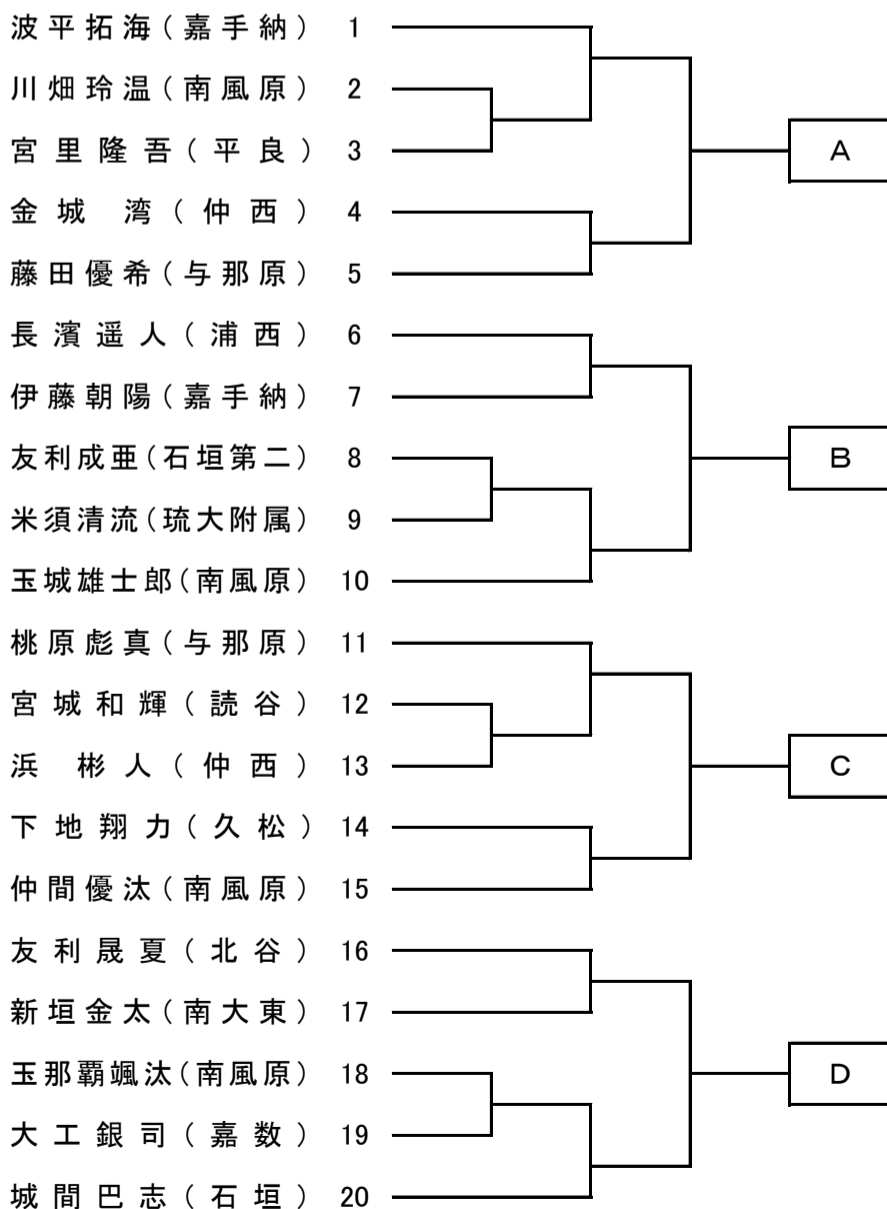 波平拓海(嘉手納) 1
川畑玲温(南風原) 2
宮里隆吾(平良) 3
A
金城 湾(仲西) 4
藤田優希(与那原) 5
長濱遥人(浦西) 6
伊藤朝陽(嘉手納) 7
友利成亜(石垣第二) 8
B
米須清流(琉大附属) 9
玉城雄士郎(南風原) 10
桃原彪真(与那原) 11
宮城和輝(読谷) 12
浜 彬人(仲西) 13
C
下地翔力(久松) 14
仲間優汰(南風原) 15
友利晟夏(北谷) 16
新垣金太(南大東) 17
玉那覇颯汰(南風原) 18
D
大工銀司(嘉数) 19
城間巴志(石垣) 20